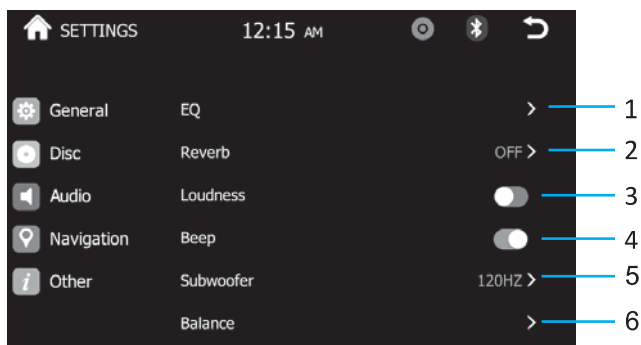 SETTINGS 12:15 AM
General EQ 1
Disc Reverb OFF 2
Audio Loudness 3
Navigation Beep 4
Other Subwoofer 120HZ 5
Balance 6